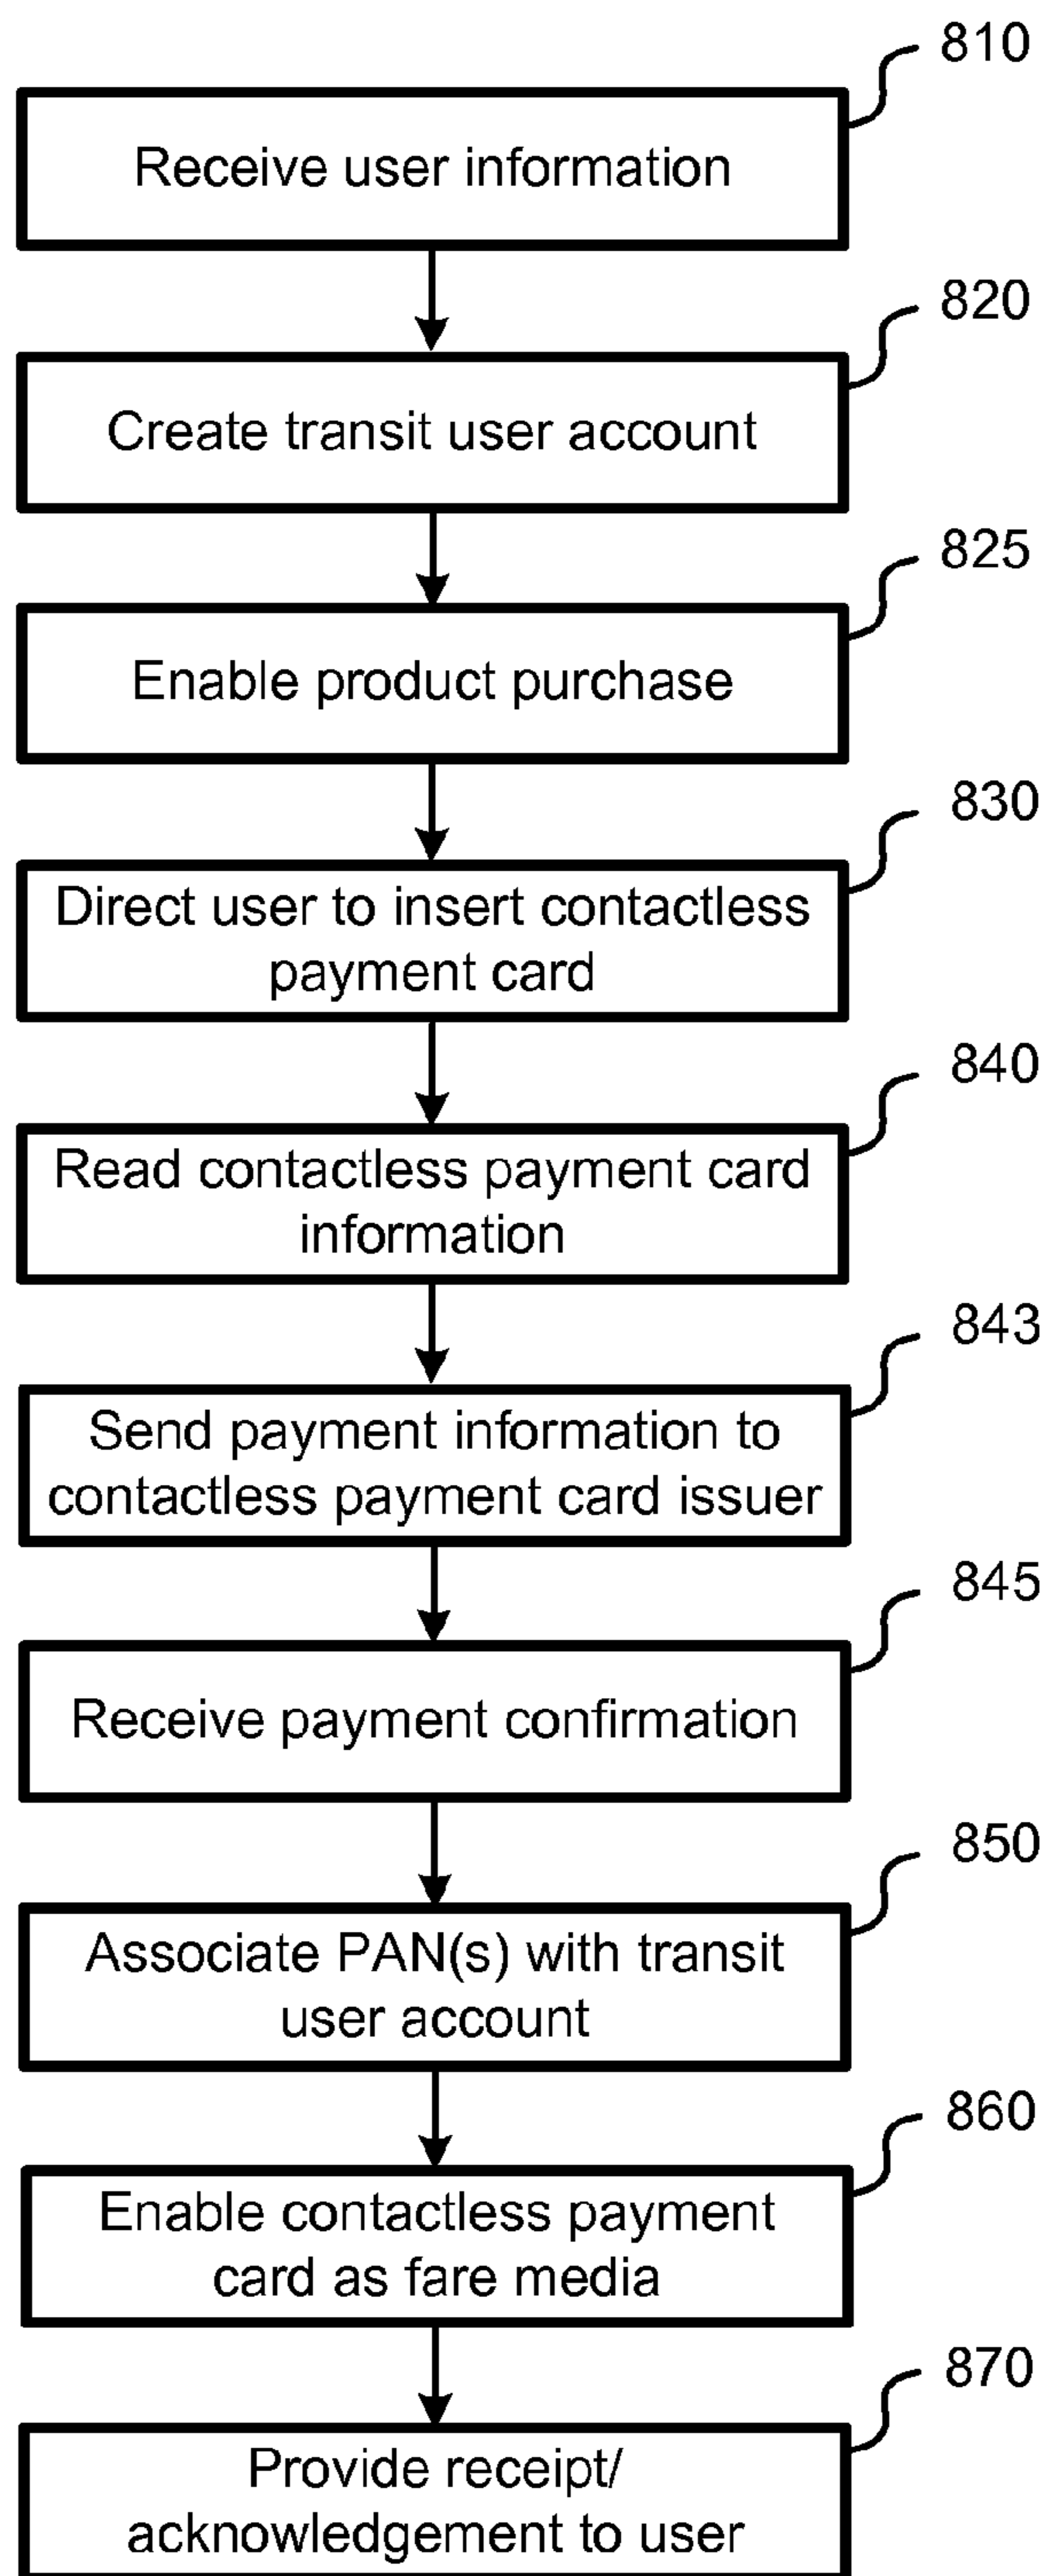 810
Receive user information
820
Create transit user account
825
Enable product purchase
830
Direct user to insert contactless
payment card
840
Read contactless payment card
information
843
Send payment information to
contactless payment card issuer
845
Receive payment confirmation
850
Associate PAN(s) with transit
user account
860
Enable contactless payment
card as fare media
870
Provide receipt/
acknowledgement to user